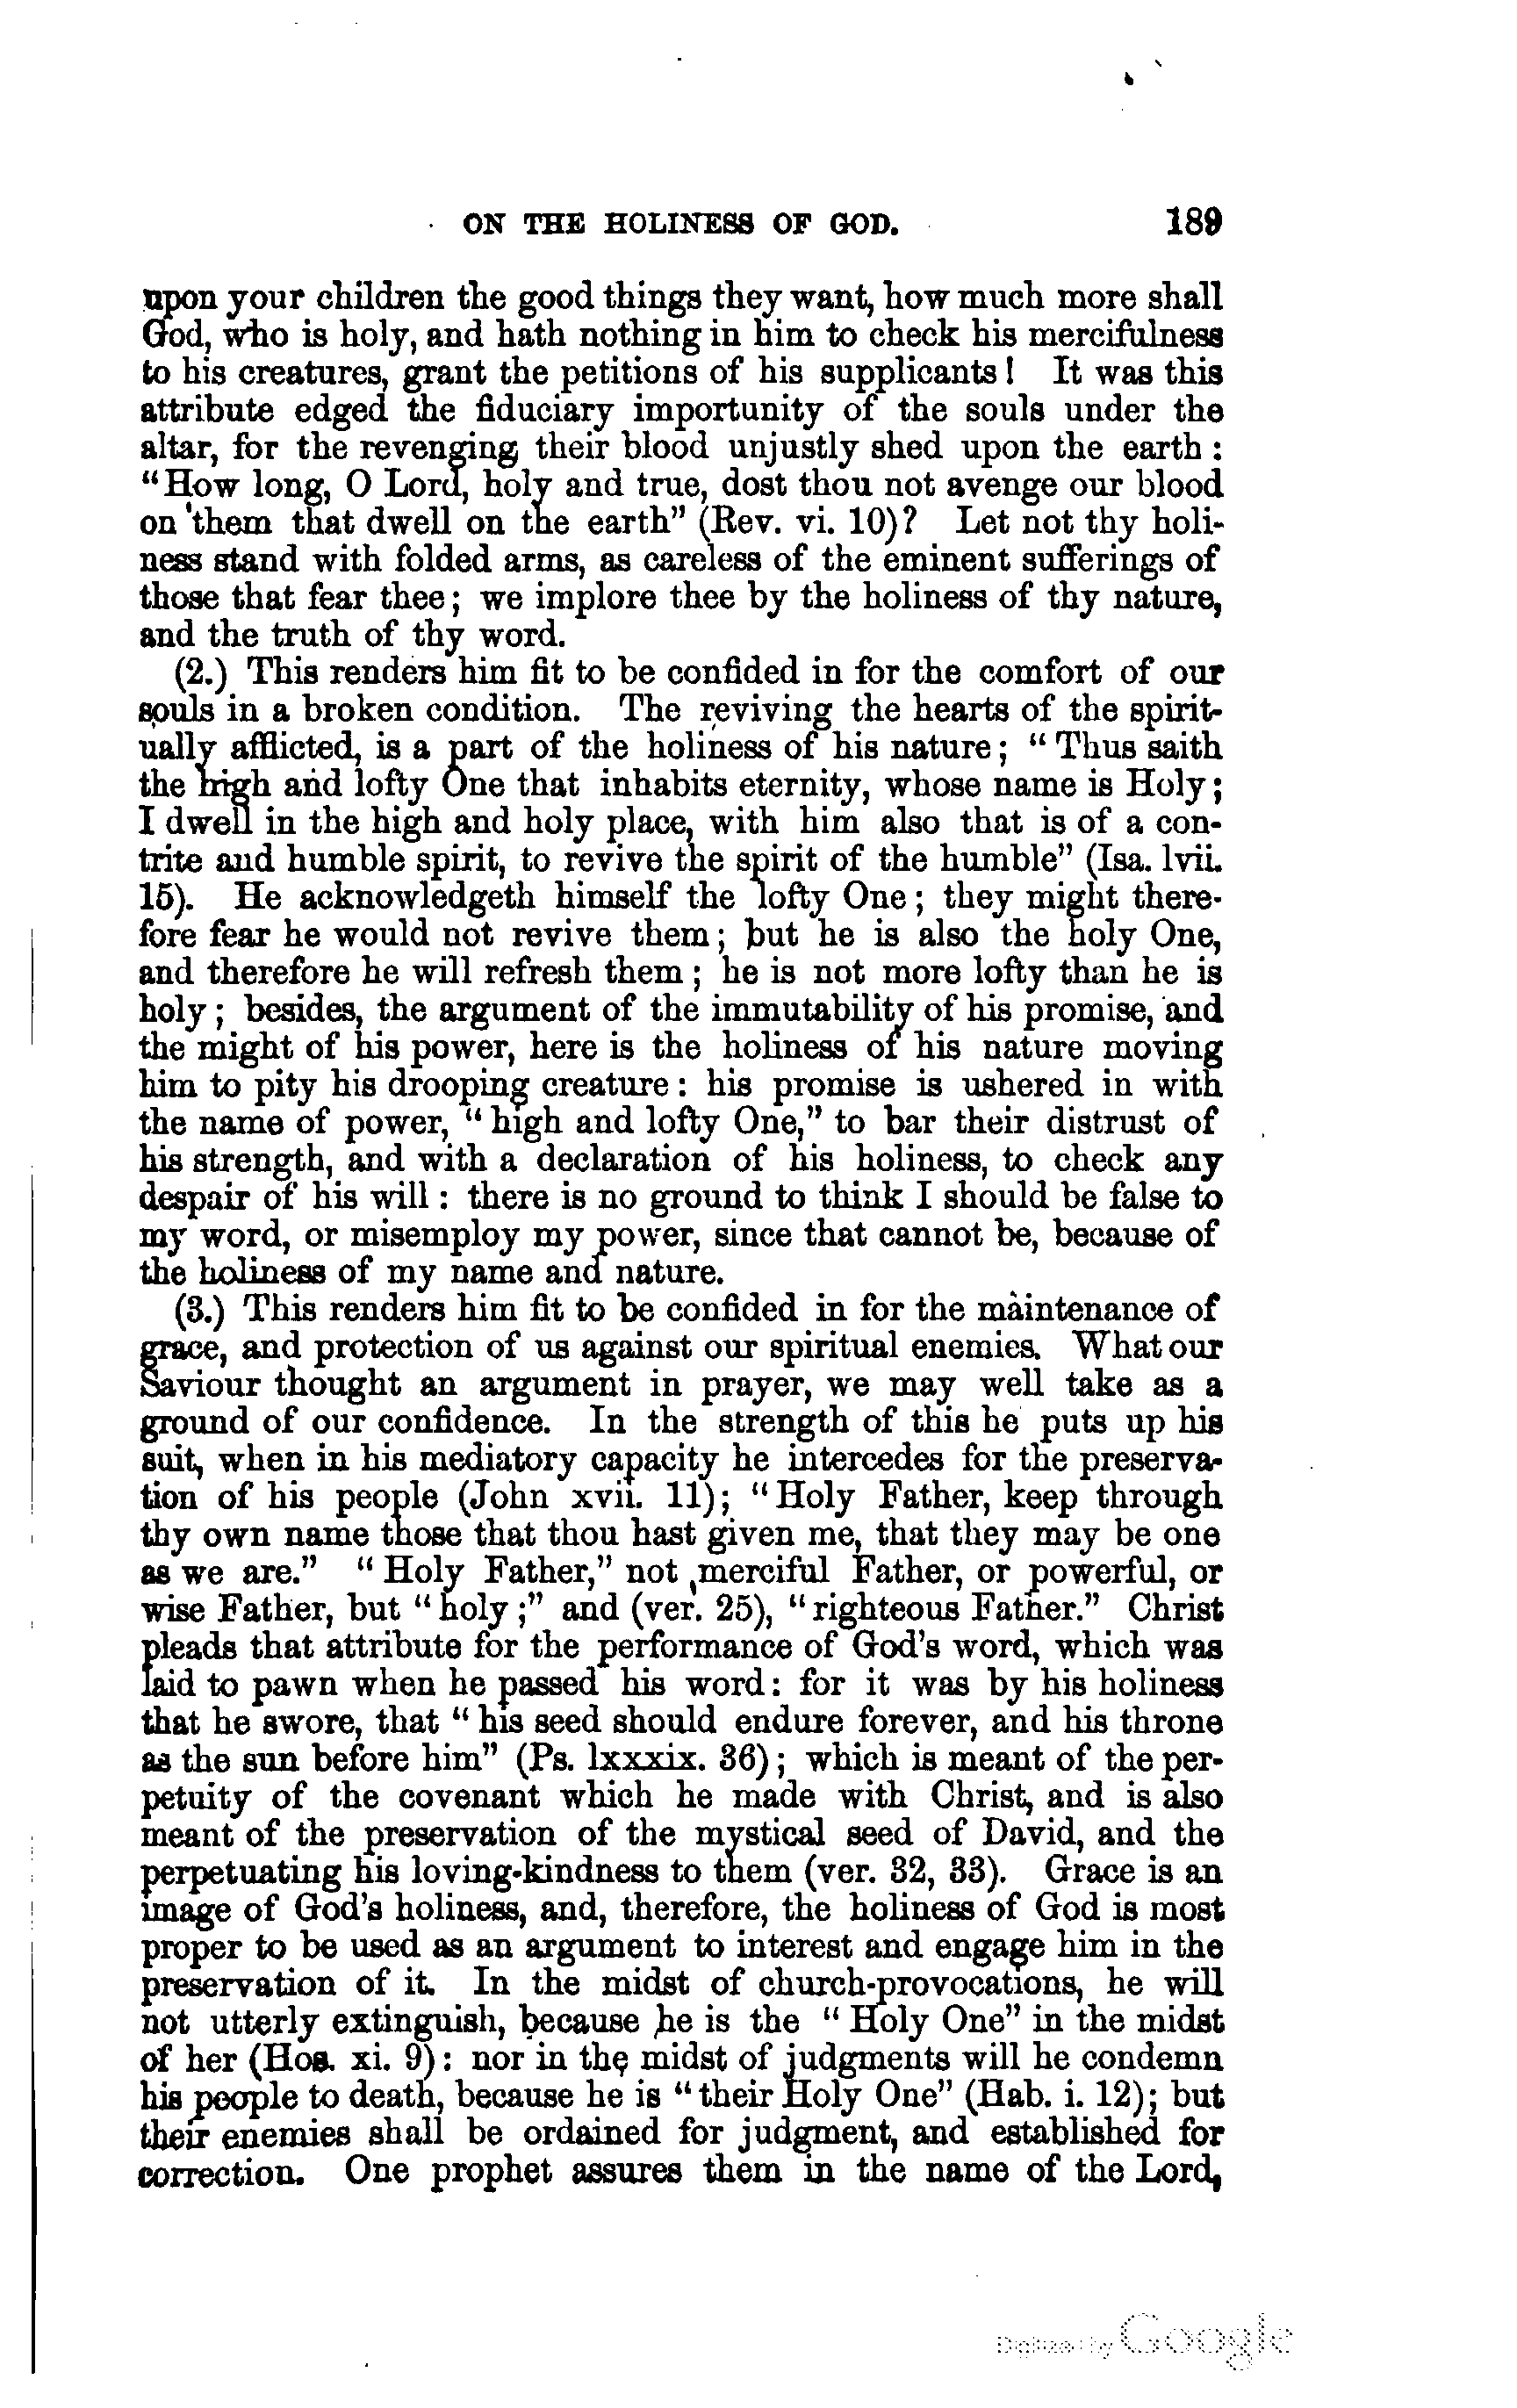 ON THE HOLINESS OF GOD. 189
upon your children the good things they want, how much more shall
God, who is holy, and hath nothing in him to check his mercifulness
to his creatures, grant the petitions of his supplicants! It was this
attribute edged the fiduciary importunity of the souls under the
altar, for the revenging their blood unjustly shed upon the earth:
“How long, O Lord, holy and true, dost thou not avenge our blood
on them that dwell on the earth” (Rev. vi. 10)? Let not thy holi-
ness stand with folded arms, as careless of the eminent sufferings of
those that fear thee; we implore thee by the holiness of thy nature,
and the truth of thy word.
(2.) This renders him fit to be confided in for the comfort of our
souls in a broken condition. The reviving the hearts of the spirit-
ually afflicted, is a part of the holiness of his nature; “Thus saith
the high and lofty One that inhabits eternity, whose name is Holy;
I dwell in the high and holy place, with him also that is of a con-
trite and humble spirit, to revive the spirit of the humble” (Isa. lvii.
15). He acknowledgeth himself the lofty One; they might there-
fore fear he would not revive them; but he is also the holy One,
and therefore he will refresh them; he is not more lofty than he is
holy; besides, the argument of the immutability of his promise, and
the might of his power, here is the holiness of his nature moving
him to pity his drooping creature: his promise is ushered in with
the name of power, “high and lofty One,” to bar their distrust of
his strength, and with a declaration of his holiness, to check any
despair of his will: there is no ground to think I should be false to
my word, or misemploy my power, since that cannot be, because of
the holiness of my name and nature.
(3.) This renders him fit to be confided in for the maintenance of
grace, and protection of us against our spiritual enemies. What our
Saviour thought an argument in prayer, we may well take as a
ground of our confidence. In the strength of this he puts up his
suit, when in his mediatory capacity he intercedes for the preserva-
tion of his people (John xvii. 11); “Holy Father, keep through
thy own name those that thou hast given me, that they may be one
as we are.” “Holy Father,” not merciful Father, or powerful, or
wise Father, but “holy;” and (ver. 25), “righteous Father.” Christ
pleads that attribute for the performance of God's word, which was
laid to pawn when he passed his word: for it was by his holiness
that he swore, that “his seed should endure forever, and his throne
as the sun before him” (Ps. lxxxix. 36); which is meant of the per-
petuity of the covenant which he made with Christ, and is also
meant of the preservation of the mystical seed of David, and the
perpetuating his loving-kindness to them (ver. 32, 33). Grace is an
image of God's holiness, and, therefore, the holiness of God is most
proper to be used as an argument to interest and engage him in the
preservation of it. In the midst of church-provocations, he will
not utterly extinguish, because he is the “Holy One” in the midst
of her (Hos. xi. 9): nor in the midst of judgments will he condemn
his people to death, because he is “their Holy One” (Hab. i. 12); but
their enemies shall be ordained for judgment, and established for
correction. One prophet assures them in the name of the Lord,
Digitized by Google